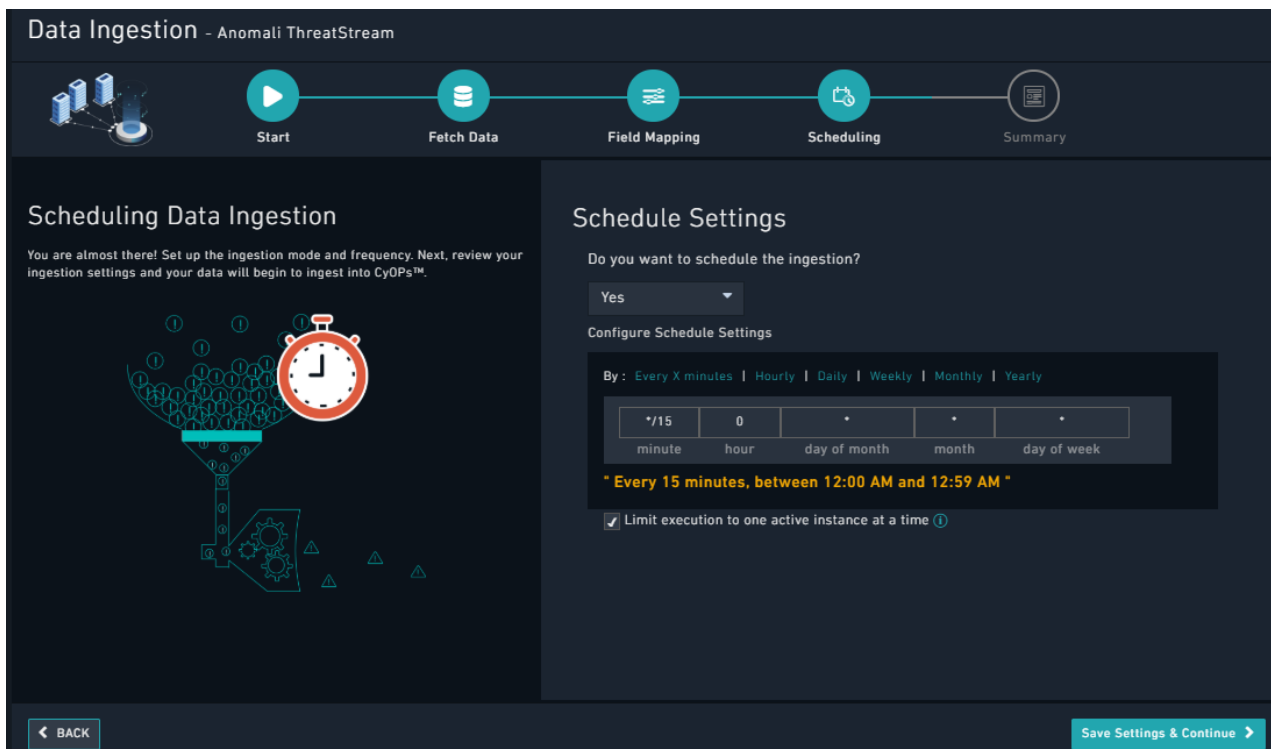 Data Ingestion - Anomali ThreatStream
Start
Fetch Data
Field Mapping
Scheduling
Summary
Scheduling Data Ingestion
You are almost there! Set up the ingestion mode and frequency. Next, review your
ingestion settings and your data will begin to ingest into CyOPs™.
Schedule Settings
Do you want to schedule the ingestion?
Yes
Configure Schedule Settings
By : Every X minutes | Hourly | Daily | Weekly | Monthly | Yearly
*/15 0 * * *
minute hour day of month month day of week
" Every 15 minutes, between 12:00 AM and 12:59 AM "
Limit execution to one active instance at a time
BACK
Save Settings & Continue